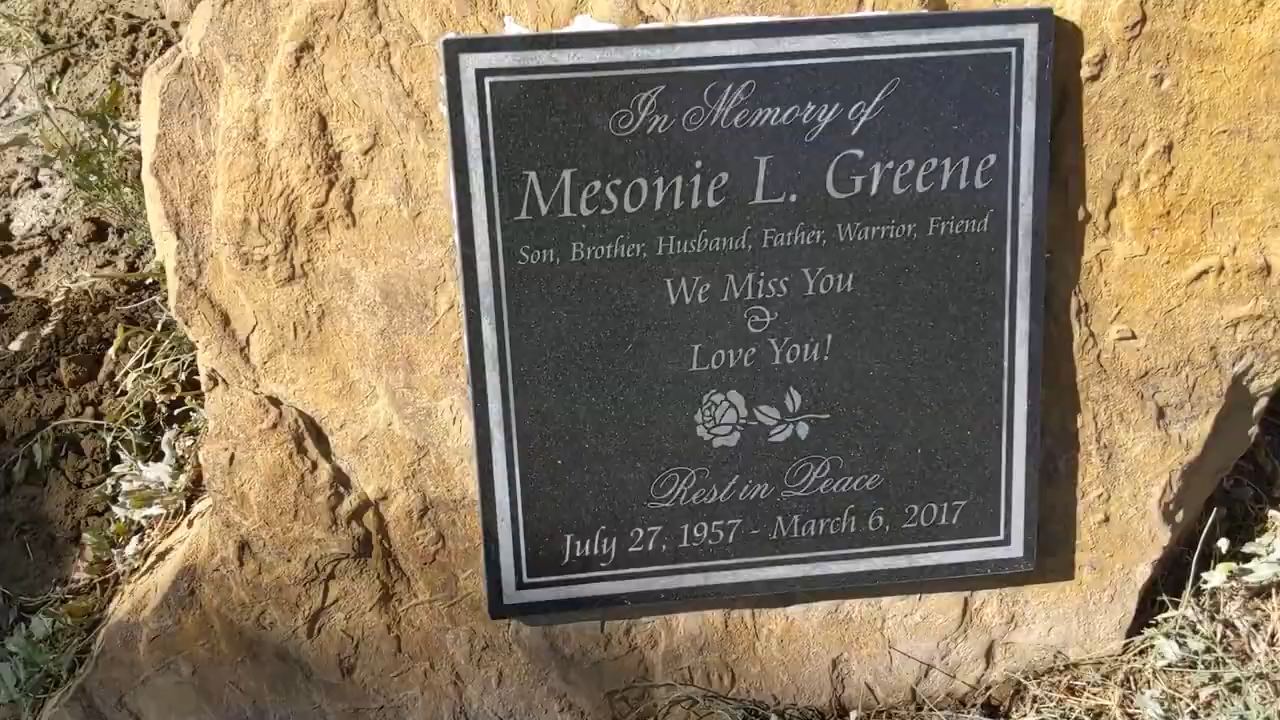 In Memory of
Mesonie L. Greene
Son, Brother, Husband, Father, Warrior, Friend
We Miss You
&
Love You!
Rest in Peace
July 27, 1957 - March 6, 2017